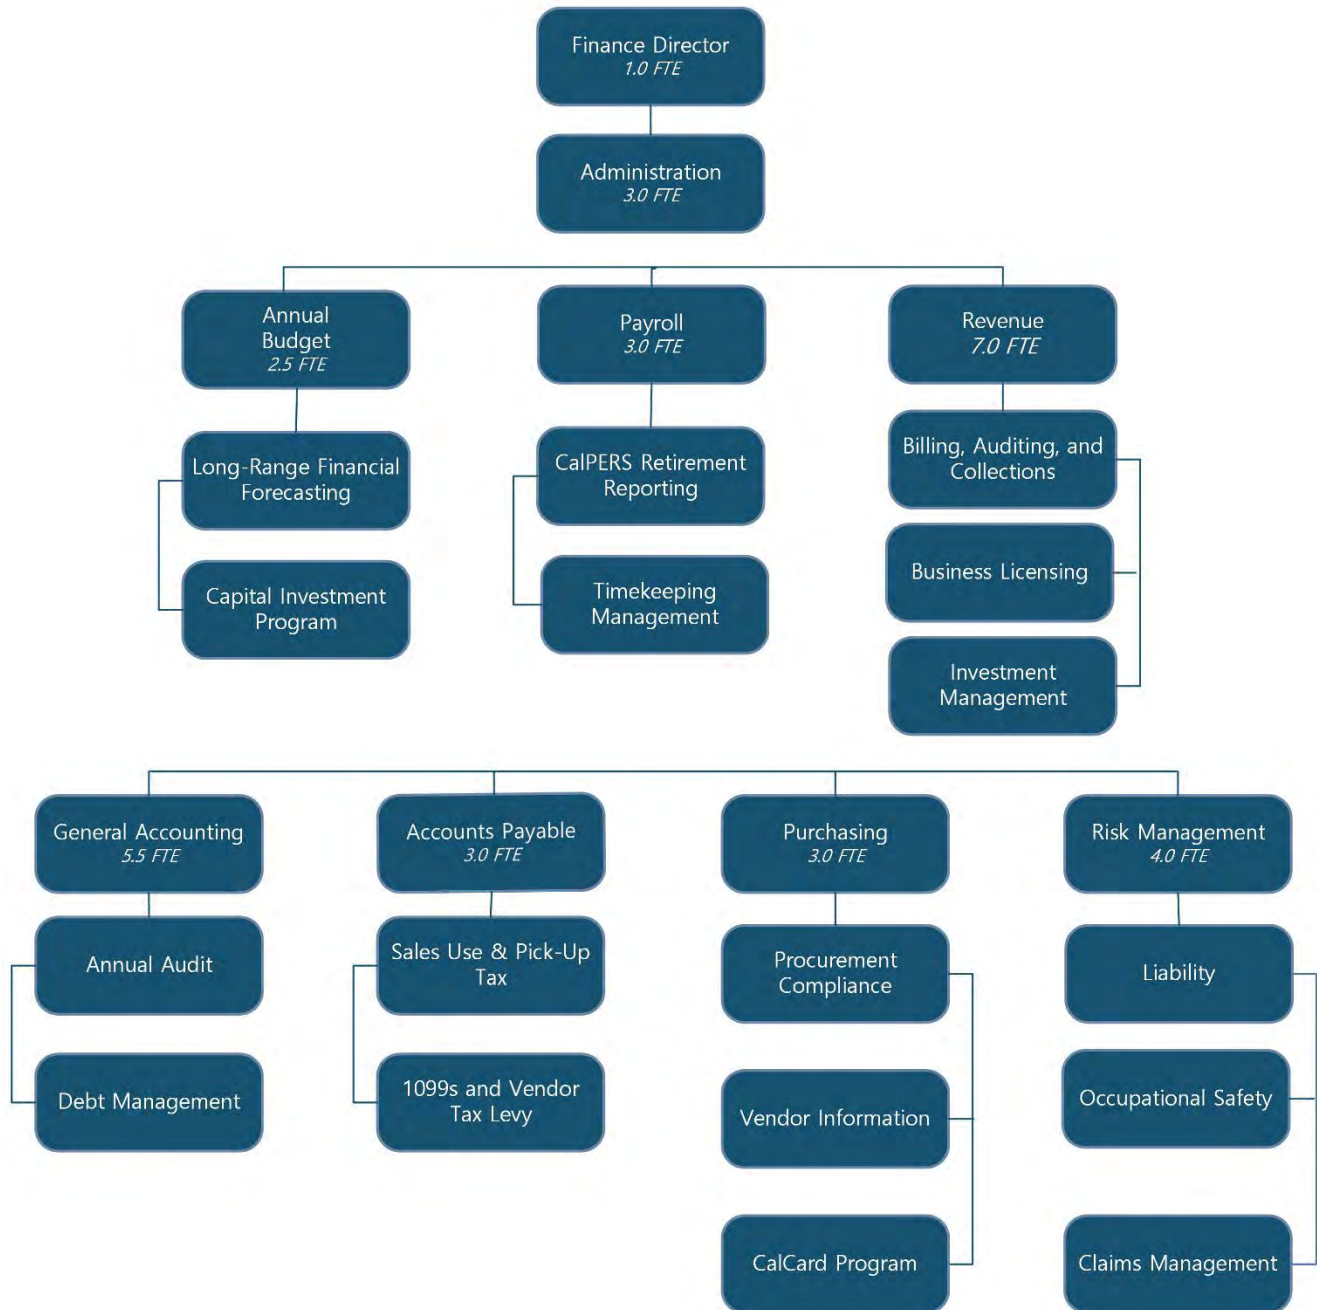 Finance Director
1.0 FTE
Administration
3.0 FTE
Annual
Budget
2.5 FTE
Payroll
3.0 FTE
Revenue
7.0 FTE
Long-Range Financial
Forecasting
CalPERS Retirement
Reporting
Billing, Auditing, and
Collections
Capital Investment
Program
Timekeeping
Management
Business Licensing
Investment
Management
General Accounting
5.5 FTE
Accounts Payable
3.0 FTE
Purchasing
3.0 FTE
Risk Management
4.0 FTE
Annual Audit
Sales Use & Pick-Up
Tax
Procurement
Compliance
Liability
Debt Management
1099s and Vendor
Tax Levy
Vendor Information
Occupational Safety
CalCard Program
Claims Management